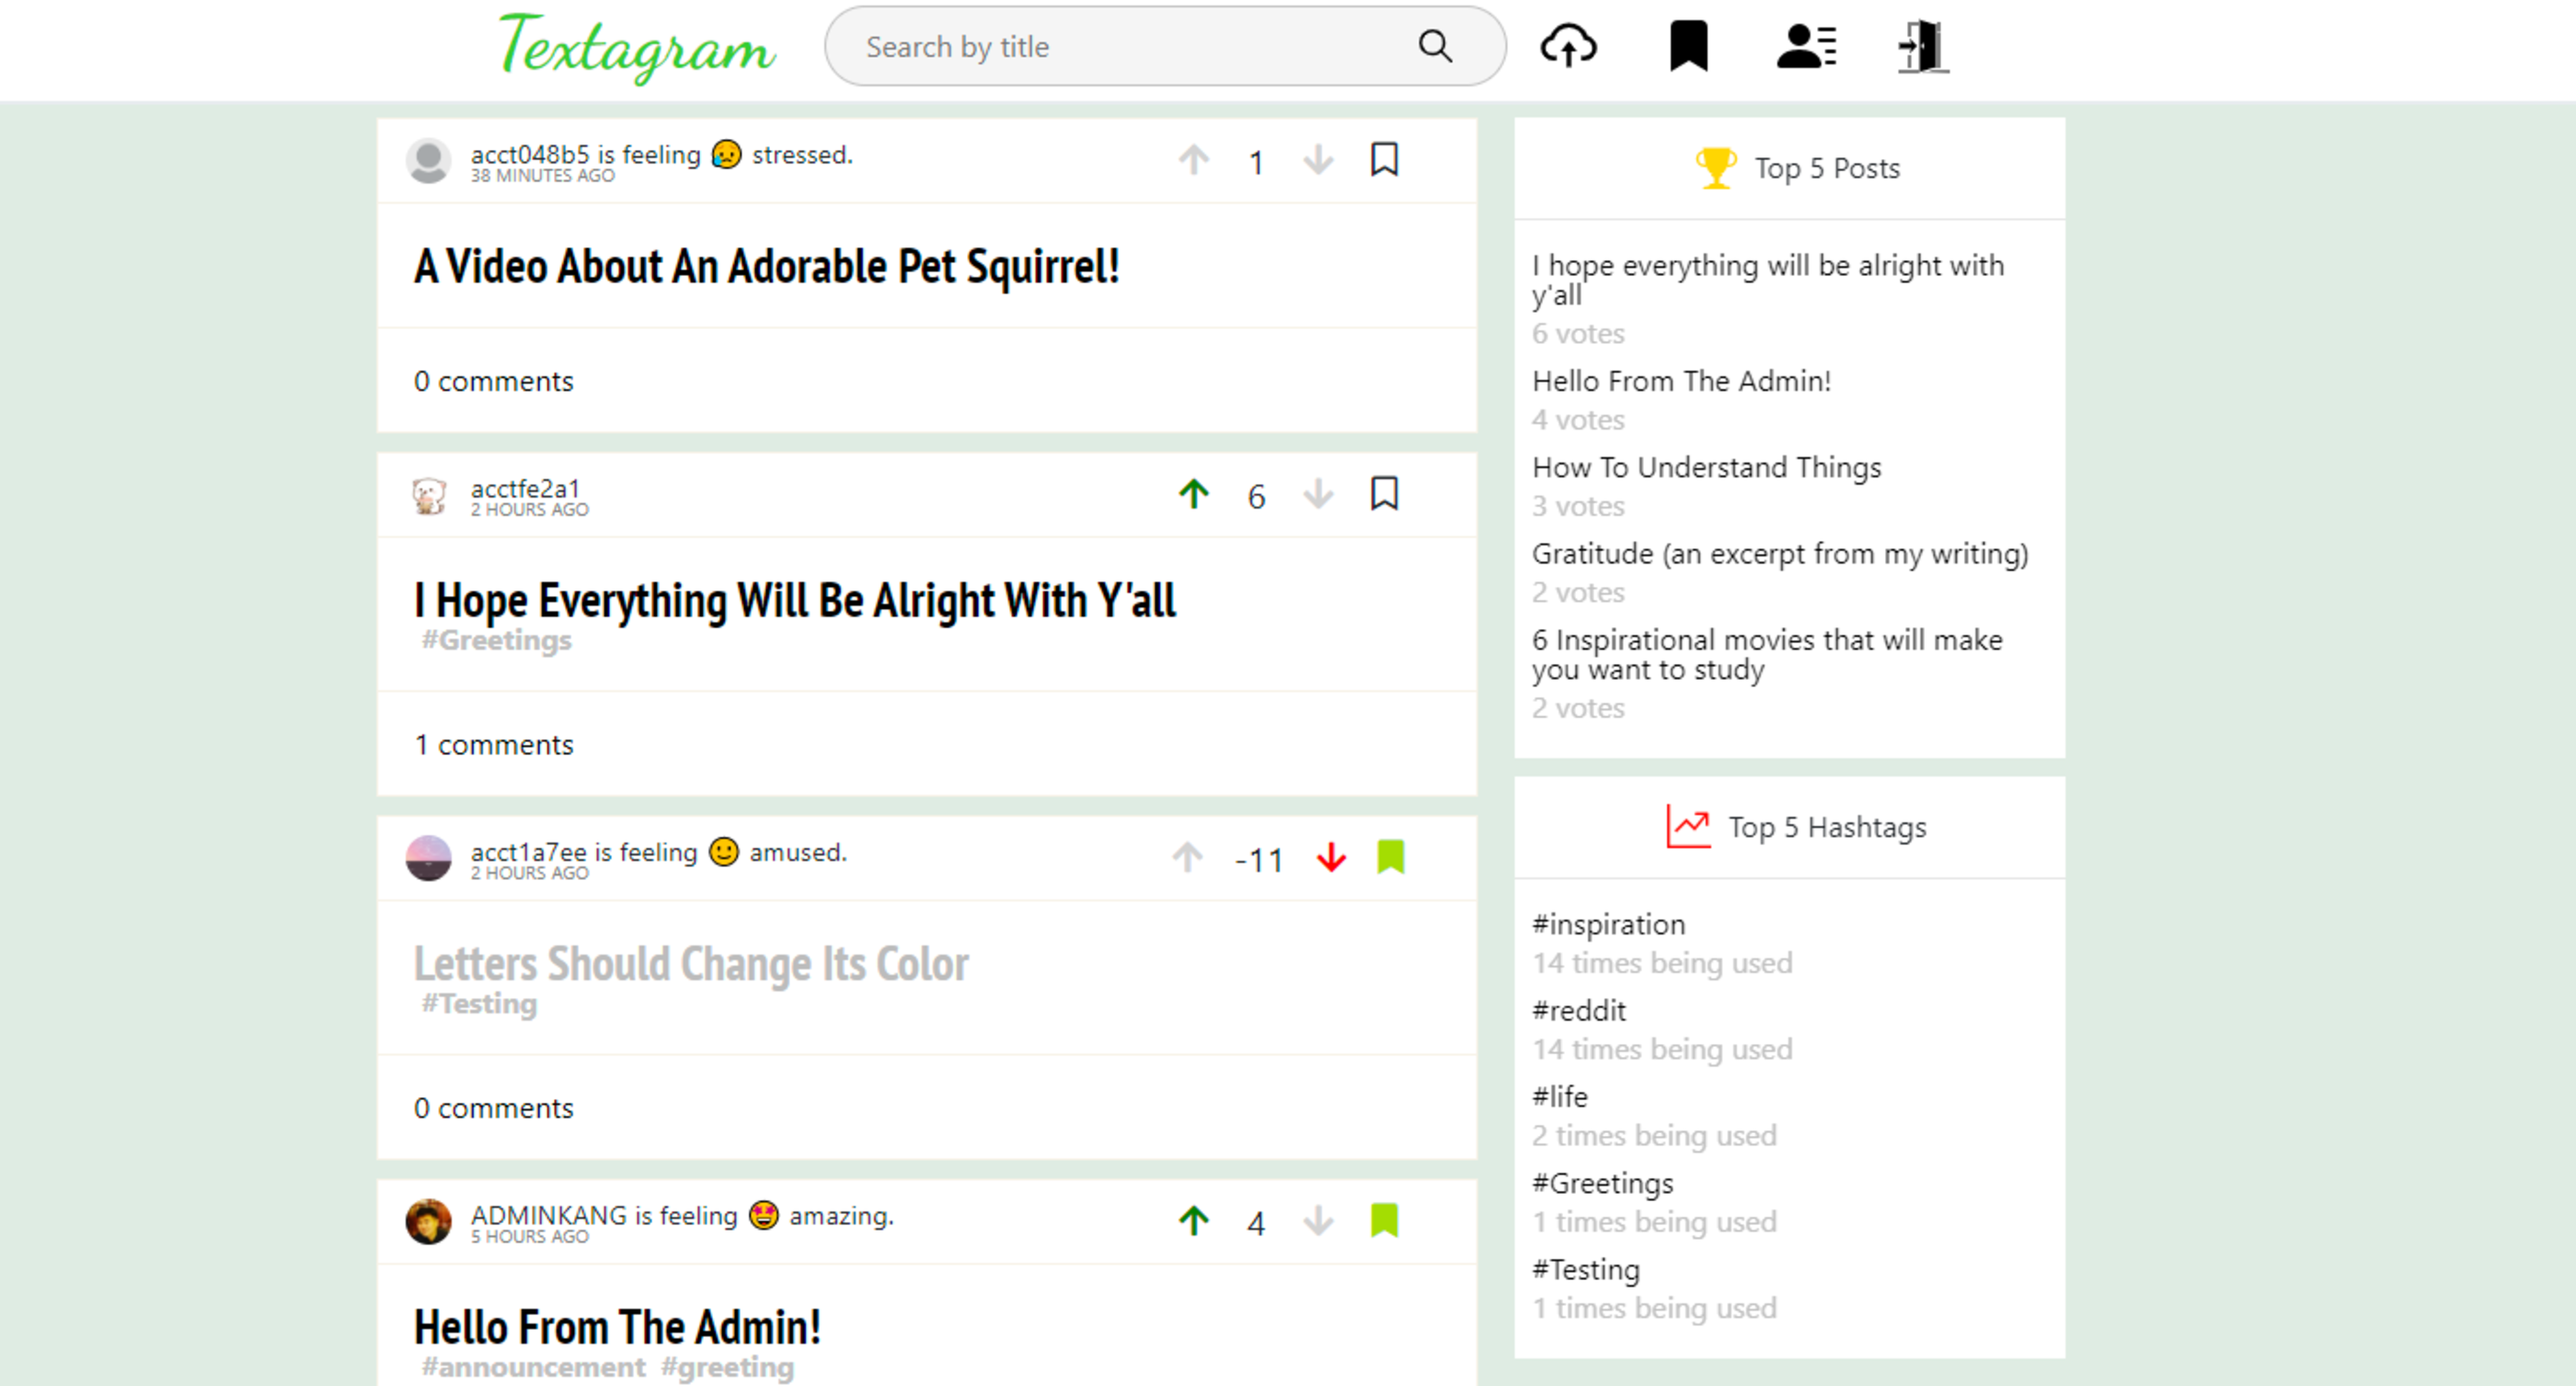 Textagram
Search by title
acct048b5 is feeling 😥 stressed.
38 MINUTES AGO
1
A Video About An Adorable Pet Squirrel!
0 comments
acctfe2a1
2 HOURS AGO
6
I Hope Everything Will Be Alright With Y'all
#Greetings
1 comments
acct1a7ee is feeling 🙂 amused.
2 HOURS AGO
-11
Letters Should Change Its Color
#Testing
0 comments
ADMINKANG is feeling 🤩 amazing.
5 HOURS AGO
4
Hello From The Admin!
#announcement #greeting
Top 5 Posts
I hope everything will be alright with
y'all
6 votes
Hello From The Admin!
4 votes
How To Understand Things
3 votes
Gratitude (an excerpt from my writing)
2 votes
6 Inspirational movies that will make
you want to study
2 votes
Top 5 Hashtags
#inspiration
14 times being used
#reddit
14 times being used
#life
2 times being used
#Greetings
1 times being used
#Testing
1 times being used